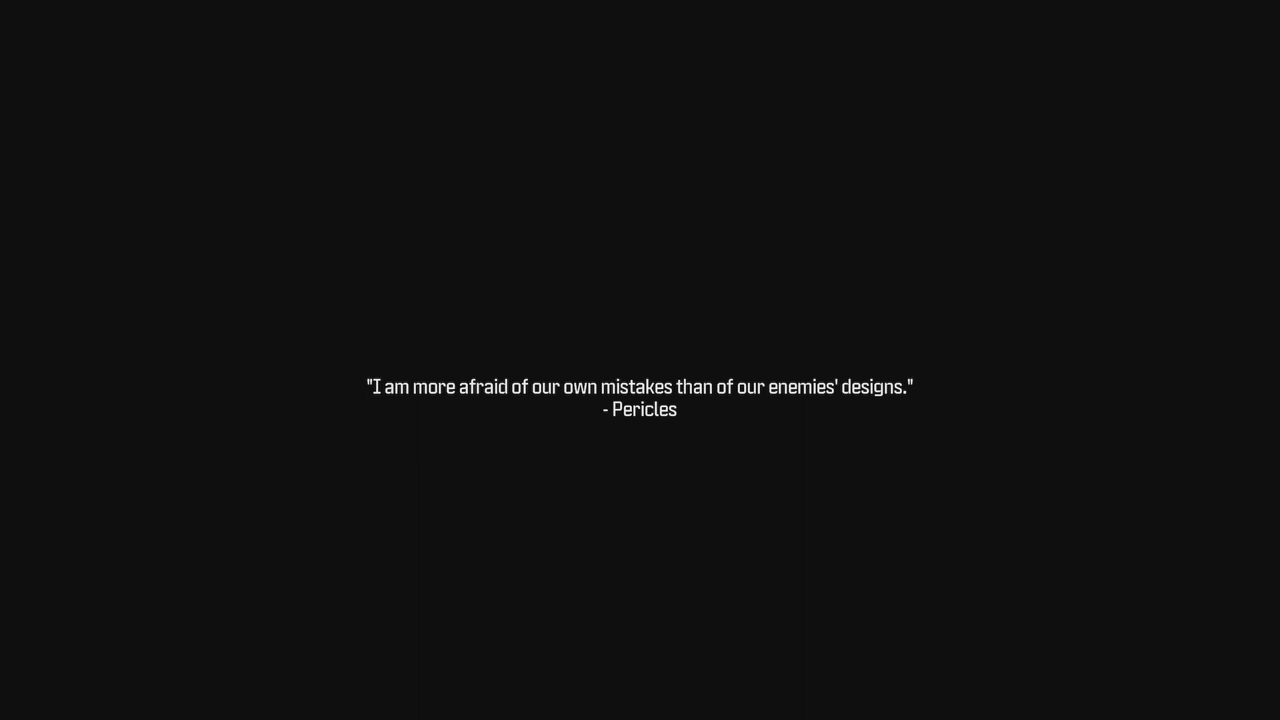 "I am more afraid of our own mistakes than of our enemies' designs."
- Pericles